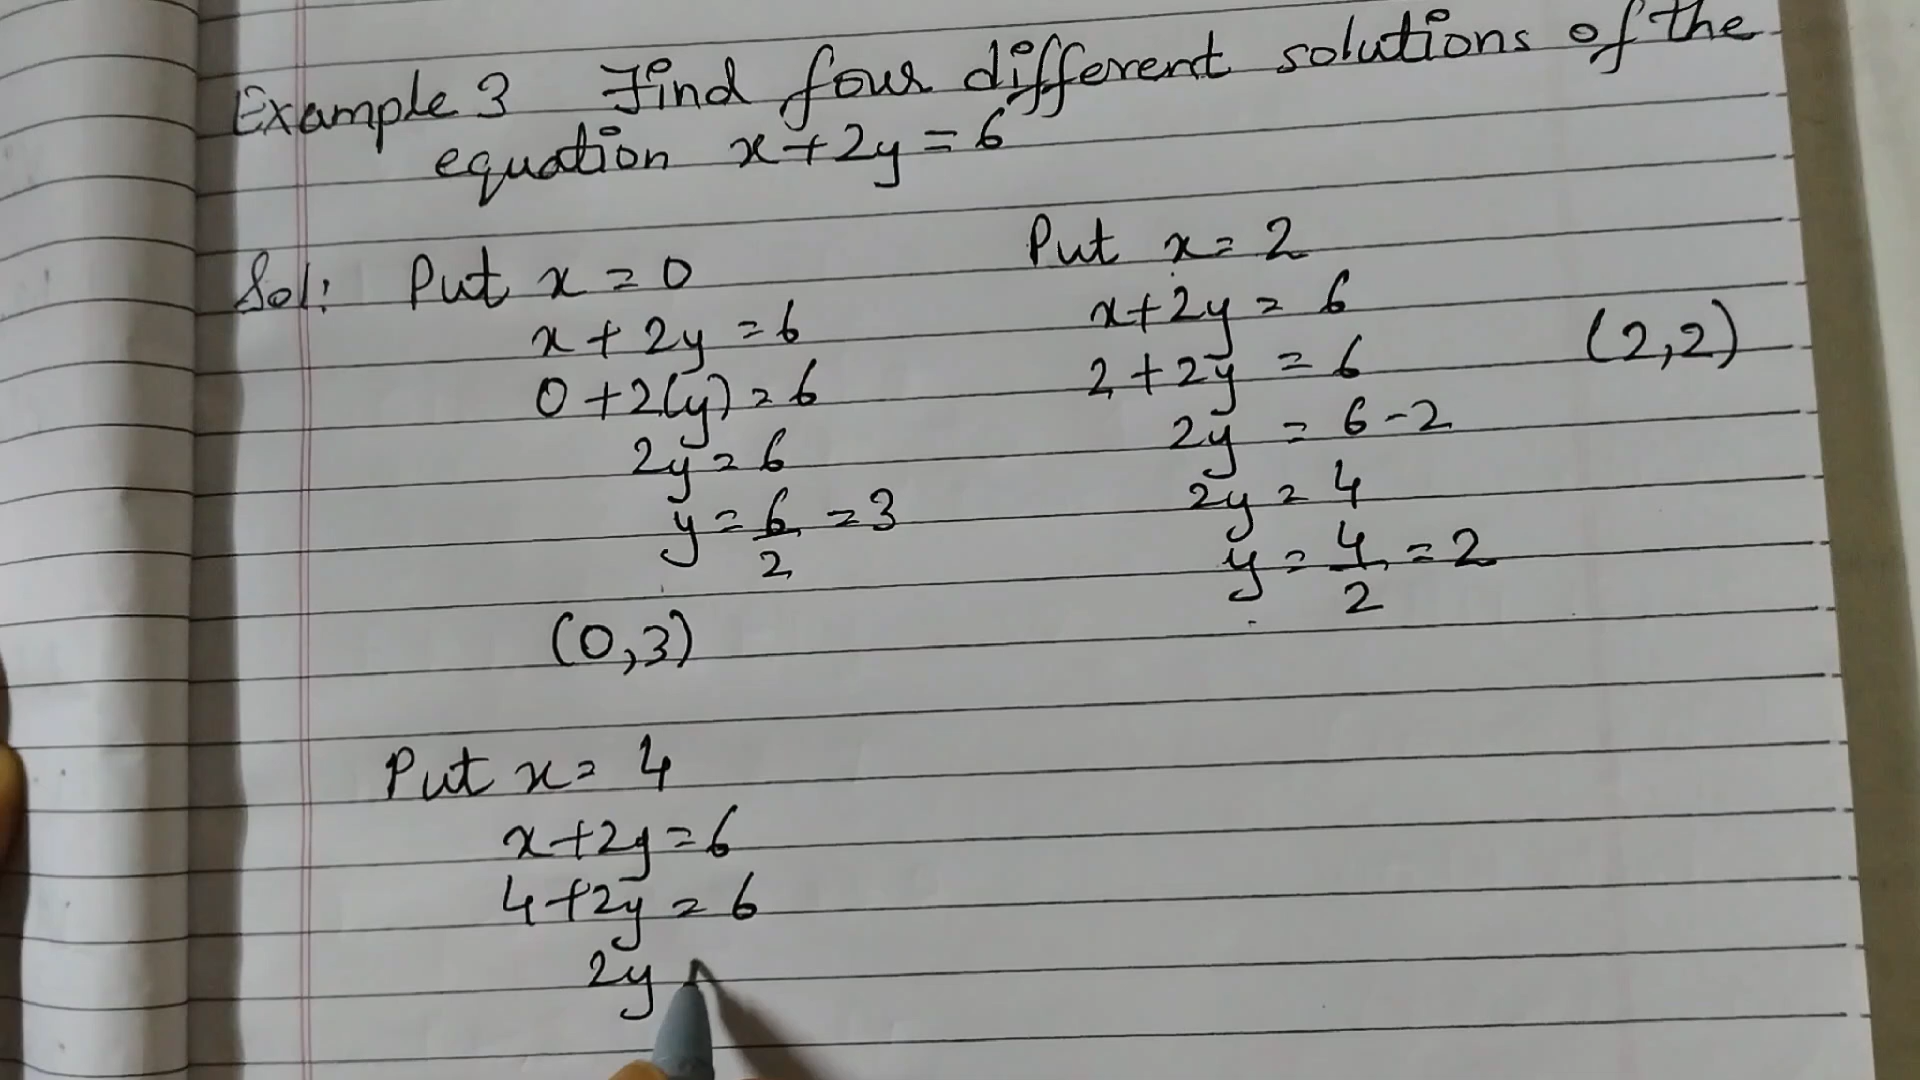 Example 3 Find four different solutions of the
equation x+2y=6
Sol: Put x=0
x+2y=6
0+2(y)=6
2y=6
y=6/2=3
(0,3)
Put x=2
x+2y=6
2+2y=6
2y=6-2
2y=4
y=4/2=2
(2,2)
Put x=4
x+2y=6
4+2y=6
2y